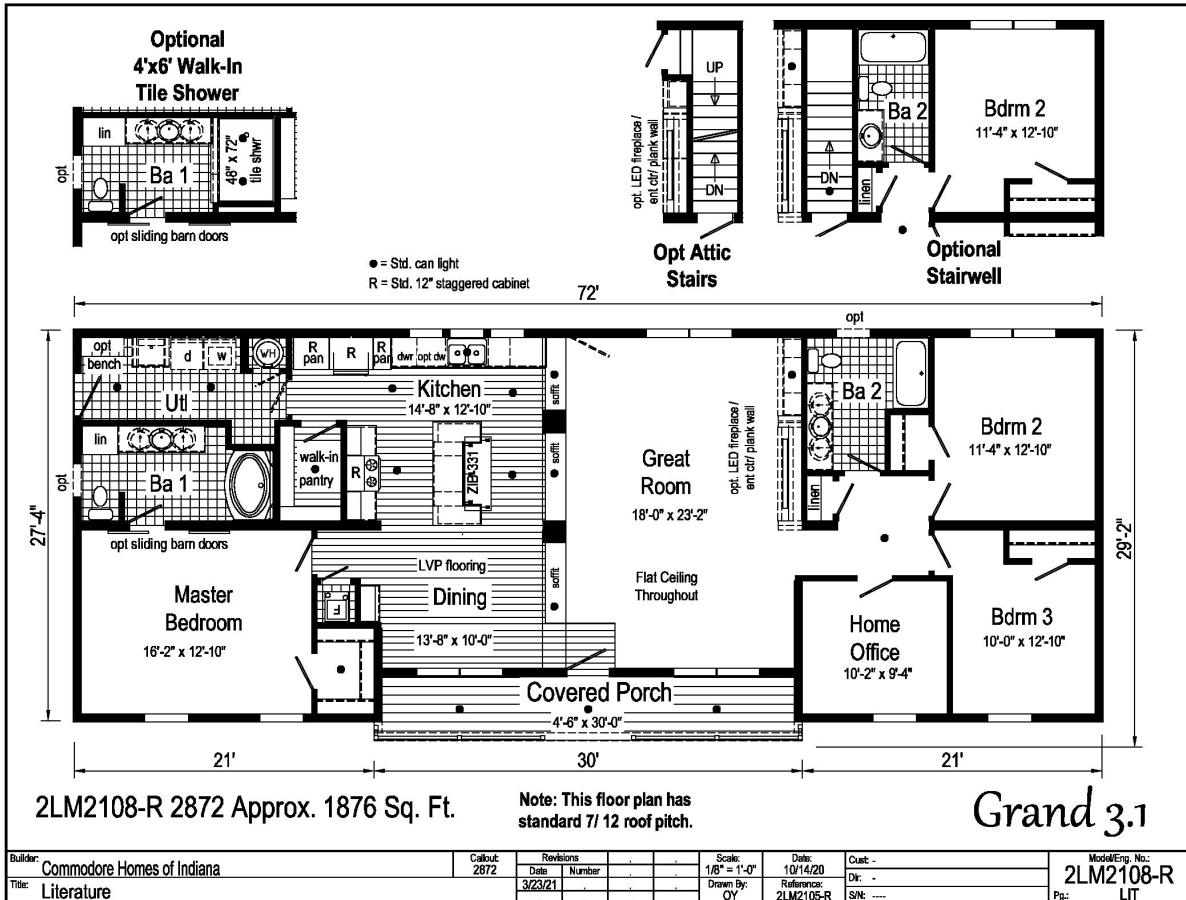 Optional
4'x6' Walk-In
Tile Shower
lin
Ba 1
48" x 72"
tile shwr
opt
opt sliding barn doors
● = Std. can light
R = Std. 12" staggered cabinet
UP
DN
opt. LED fireplace /
ent ctr/ plank wall
Opt Attic
Stairs
DN
linen
Ba 2
Bdrm 2
11'-4" x 12'-10"
Optional
Stairwell
72'
27'-4"
29'-2"
opt
bench
d
w
WH
Utl
R
pan
R
R
pan
dwr
opt dw
Kitchen
14'-8" x 12'-10"
soffit
soffit
soffit
lin
opt
Ba 1
opt sliding barn doors
walk-in
pantry
R
ZIB-331
Great
Room
18'-0" x 23'-2"
Flat Ceiling
Throughout
opt. LED fireplace /
ent ctr/ plank wall
opt
Ba 2
linen
Bdrm 2
11'-4" x 12'-10"
LVP flooring
Dining
13'-8" x 10'-0"
Master
Bedroom
16'-2" x 12'-10"
Home
Office
10'-2" x 9'-4"
Bdrm 3
10'-0" x 12'-10"
Covered Porch
4'-6" x 30'-0"
21'
30'
21'
2LM2108-R 2872 Approx. 1876 Sq. Ft.
Note: This floor plan has
standard 7/ 12 roof pitch.
Grand 3.1
Builder:
Commodore Homes of Indiana
Title:
Literature
Callout:
2872
Revisions
Date
Number
3/23/21
Scale:
1/8" = 1'-0"
Drawn By:
OY
Date:
10/14/20
Reference:
2LM2105-R
Cust: -
Dir: -
S/N: ----
Model/Eng. No.:
2LM2108-R
Pg.:
LIT